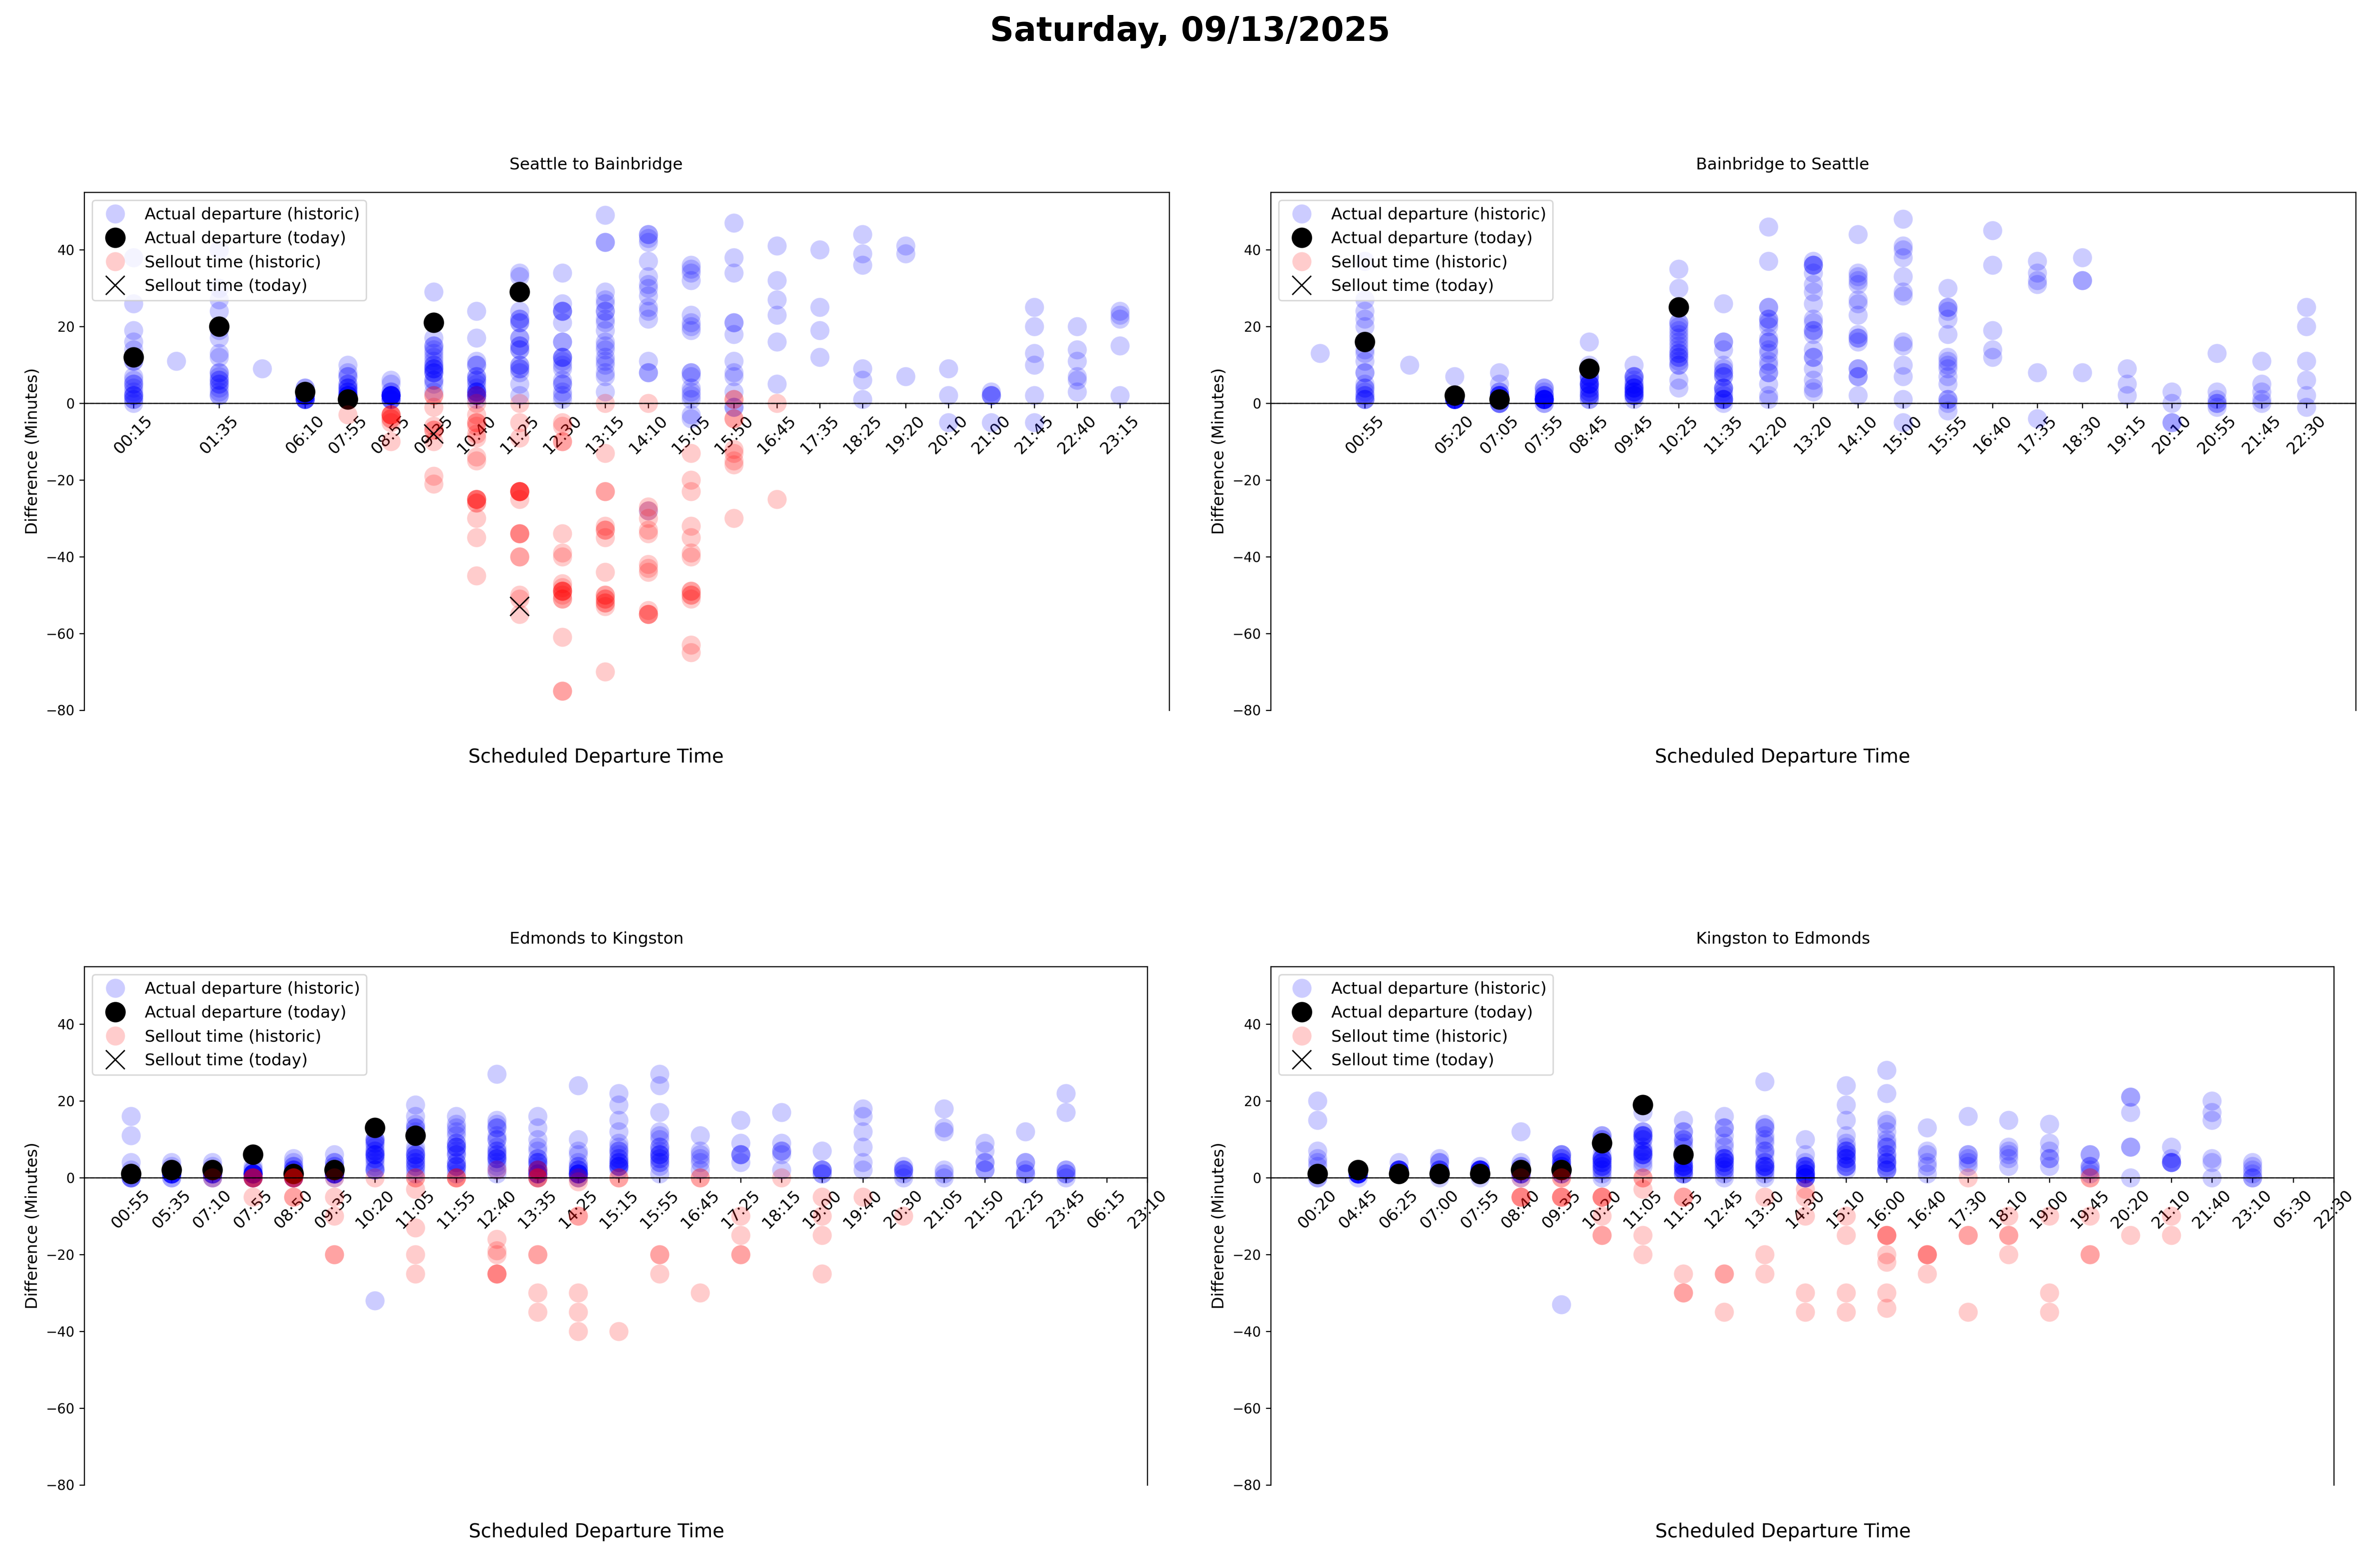 Saturday, 09/13/2025
Seattle to Bainbridge
Difference (Minutes)
40
20
0
−20
−40
−60
−80
Actual departure (historic)
Actual departure (today)
Sellout time (historic)
Sellout time (today)
00:15 01:35 06:10 07:55 08:55 09:35 10:40 11:25 12:30 13:15 14:10 15:05 15:50 16:45 17:35 18:25 19:20 20:10 21:00 21:45 22:40 23:15
Scheduled Departure Time
Bainbridge to Seattle
Difference (Minutes)
40
20
0
−20
−40
−60
−80
Actual departure (historic)
Actual departure (today)
Sellout time (historic)
Sellout time (today)
00:55 05:20 07:05 07:55 08:45 09:45 10:25 11:35 12:20 13:20 14:10 15:00 15:55 16:40 17:35 18:30 19:15 20:10 20:55 21:45 22:30
Scheduled Departure Time
Edmonds to Kingston
Difference (Minutes)
40
20
0
−20
−40
−60
−80
Actual departure (historic)
Actual departure (today)
Sellout time (historic)
Sellout time (today)
00:55 05:35 07:10 07:55 08:50 09:35 10:20 11:05 11:55 12:40 13:35 14:25 15:15 15:55 16:45 17:25 18:15 19:00 19:40 20:30 21:05 21:50 22:25 23:45 06:15 23:10
Scheduled Departure Time
Kingston to Edmonds
Difference (Minutes)
40
20
0
−20
−40
−60
−80
Actual departure (historic)
Actual departure (today)
Sellout time (historic)
Sellout time (today)
00:20 04:45 06:25 07:00 07:55 08:40 09:35 10:20 11:05 11:55 12:45 13:30 14:30 15:10 16:00 16:40 17:30 18:10 19:00 19:45 20:20 21:10 21:40 23:10 05:30 22:30
Scheduled Departure Time